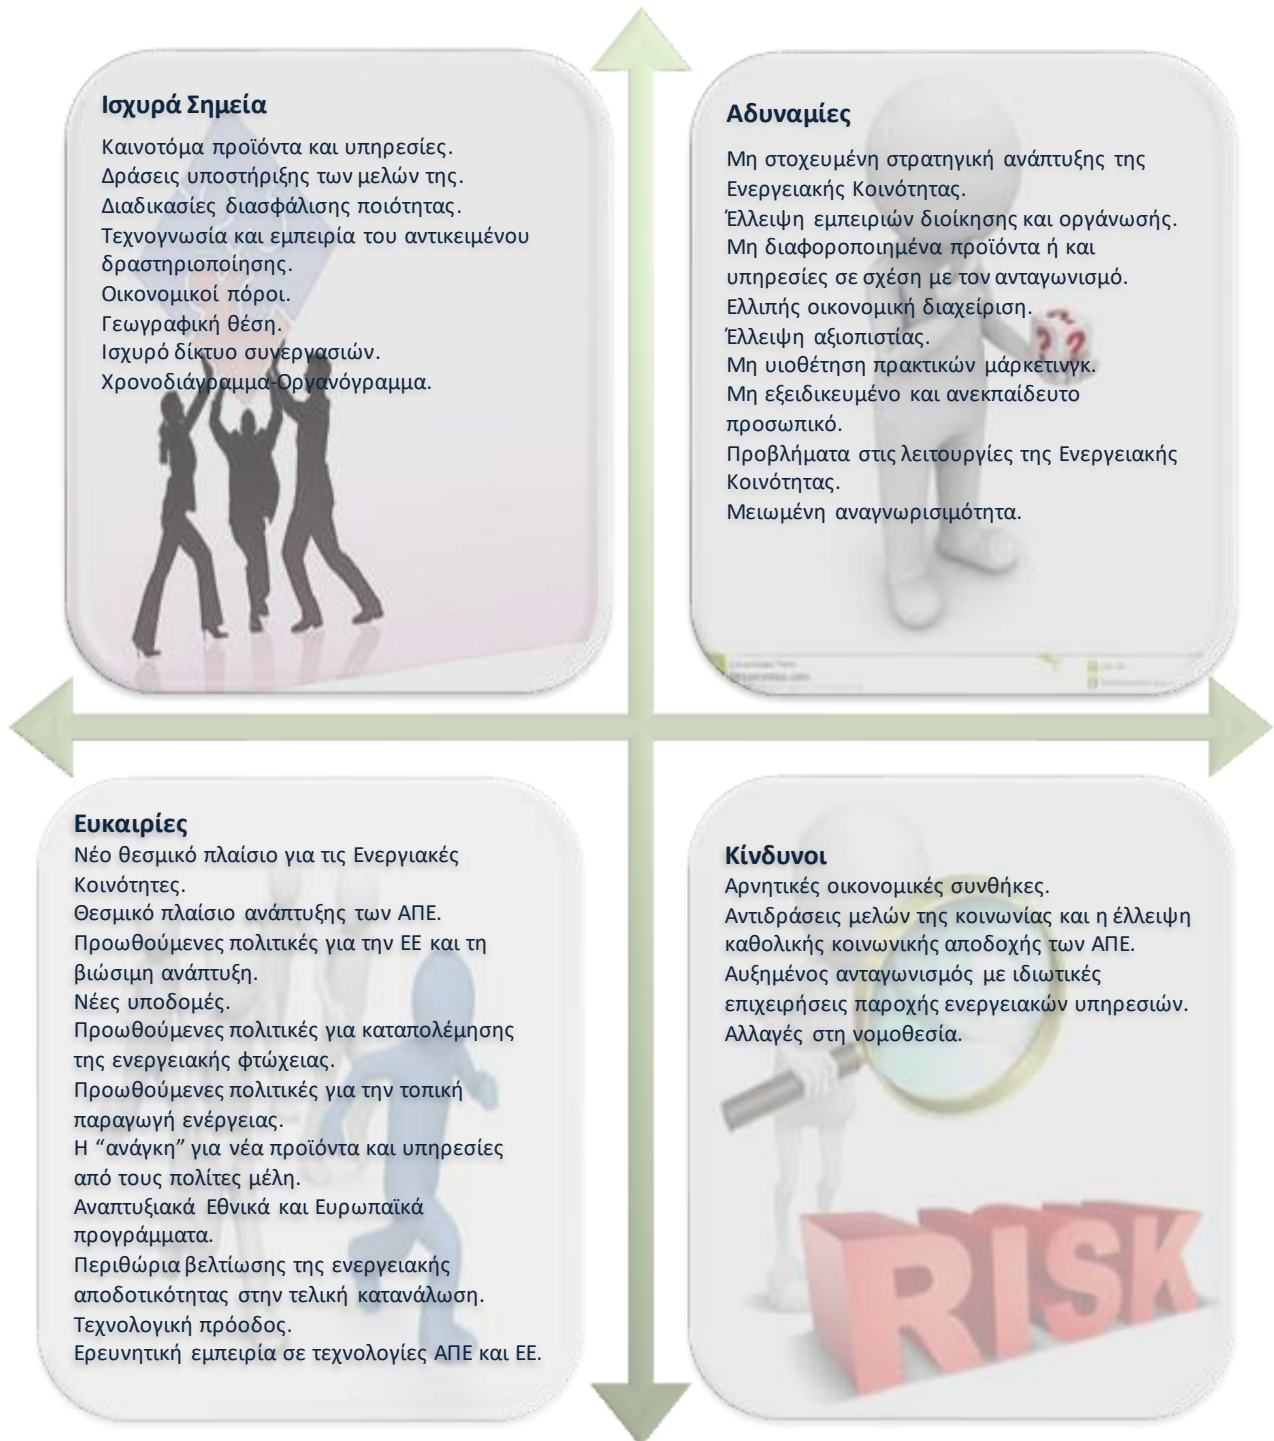 Ισχυρά Σημεία
Καινοτόμα προϊόντα και υπηρεσίες.
Δράσεις υποστήριξης των μελών της.
Διαδικασίες διασφάλισης ποιότητας.
Τεχνογνωσία και εμπειρία του αντικειμένου
δραστηριοποίησης.
Οικονομικοί πόροι.
Γεωγραφική θέση.
Ισχυρό δίκτυο συνεργασιών.
Χρονοδιάγραμμα-Οργανόγραμμα.
Αδυναμίες
Μη στοχευμένη στρατηγική ανάπτυξης της
Ενεργειακής Κοινότητας.
Έλλειψη εμπειριών διοίκησης και οργάνωσής.
Μη διαφοροποιημένα προϊόντα ή και
υπηρεσίες σε σχέση με τον ανταγωνισμό.
Ελλιπής οικονομική διαχείριση.
Έλλειψη αξιοπιστίας.
Μη υιοθέτηση πρακτικών μάρκετινγκ.
Μη εξειδικευμένο και ανεκπαίδευτο
προσωπικό.
Προβλήματα στις λειτουργίες της Ενεργειακής
Κοινότητας.
Μειωμένη αναγνωρισιμότητα.
Ευκαιρίες
Νέο θεσμικό πλαίσιο για τις Ενεργιακές
Κοινότητες.
Θεσμικό πλαίσιο ανάπτυξης των ΑΠΕ.
Προωθούμενες πολιτικές για την ΕΕ και τη
βιώσιμη ανάπτυξη.
Νέες υποδομές.
Προωθούμενες πολιτικές για καταπολέμησης
της ενεργειακής φτώχειας.
Προωθούμενες πολιτικές για την τοπική
παραγωγή ενέργειας.
Η “ανάγκη” για νέα προϊόντα και υπηρεσίες
από τους πολίτες μέλη.
Αναπτυξιακά Εθνικά και Ευρωπαϊκά
προγράμματα.
Περιθώρια βελτίωσης της ενεργειακής
αποδοτικότητας στην τελική κατανάλωση.
Τεχνολογική πρόοδος.
Ερευνητική εμπειρία σε τεχνολογίες ΑΠΕ και ΕΕ.
Κίνδυνοι
Αρνητικές οικονομικές συνθήκες.
Αντιδράσεις μελών της κοινωνίας και η έλλειψη
καθολικής κοινωνικής αποδοχής των ΑΠΕ.
Αυξημένος ανταγωνισμός με ιδιωτικές
επιχειρήσεις παροχής ενεργειακών υπηρεσιών.
Αλλαγές στη νομοθεσία.
RISK